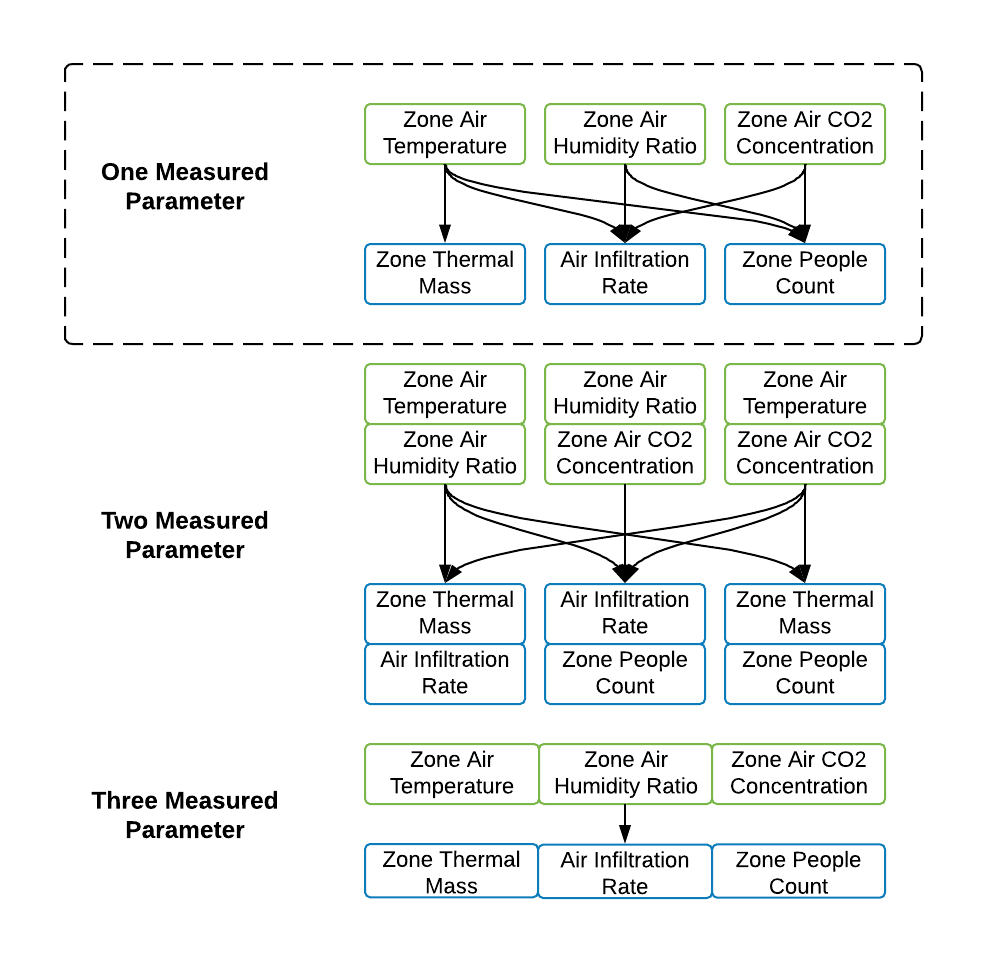 One Measured
Parameter
Zone Air
Temperature
Zone Air
Humidity Ratio
Zone Air CO2
Concentration
Zone Thermal
Mass
Air Infiltration
Rate
Zone People
Count
Two Measured
Parameter
Zone Air
Temperature
Zone Air
Humidity Ratio
Zone Air
Humidity Ratio
Zone Air CO2
Concentration
Zone Air
Temperature
Zone Air CO2
Concentration
Zone Thermal
Mass
Air Infiltration
Rate
Air Infiltration
Rate
Zone People
Count
Zone Thermal
Mass
Zone People
Count
Three Measured
Parameter
Zone Air
Temperature
Zone Air
Humidity Ratio
Zone Air CO2
Concentration
Zone Thermal
Mass
Air Infiltration
Rate
Zone People
Count